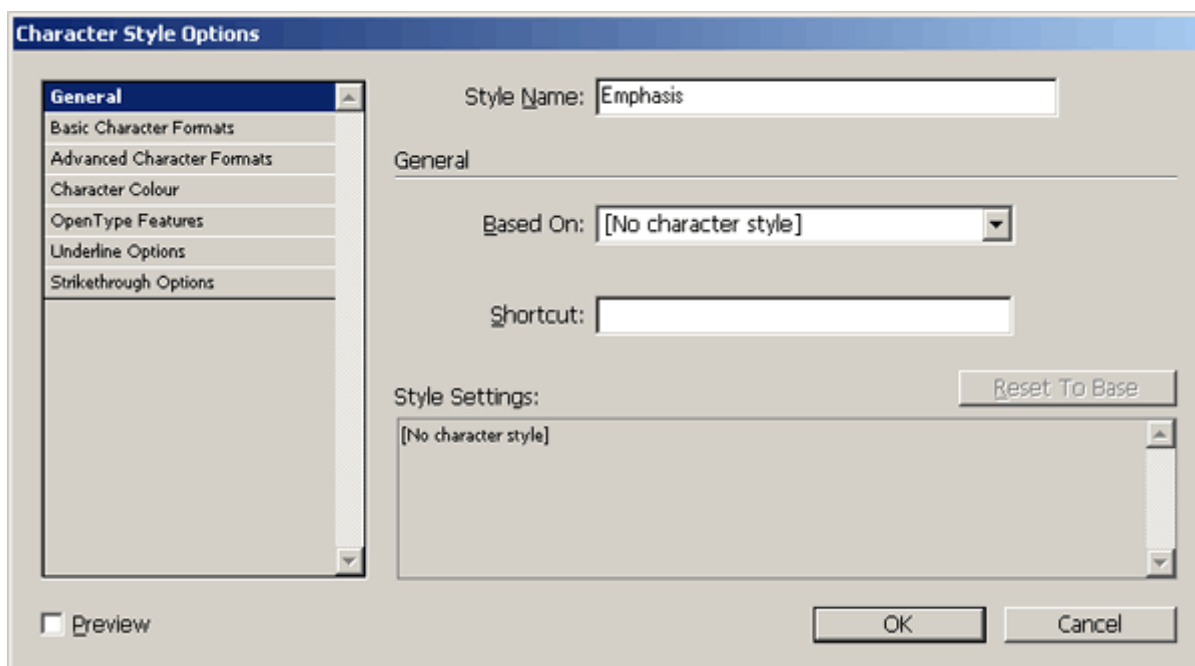 Character Style Options
General
Basic Character Formats
Advanced Character Formats
Character Colour
OpenType Features
Underline Options
Strikethrough Options
Style Name: Emphasis
General
Based On: [No character style]
Shortcut:
Reset To Base
Style Settings:
[No character style]
Preview
OK
Cancel